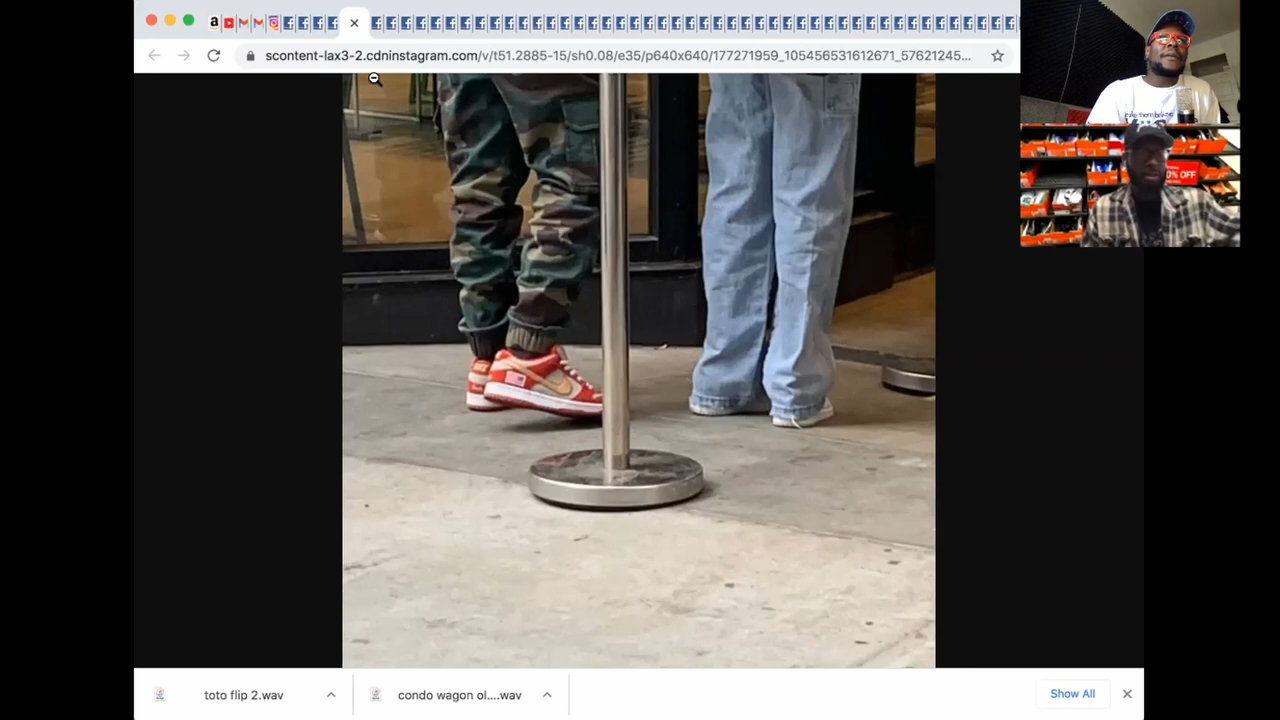 scontent-lax3-2.cdninstagram.com/v/t51.2885-15/sh0.08/e35/p640x640/177271959_105456531612671_57621245...
0% OFF
toto flip 2.wav
condo wagon ol....wav
Show All